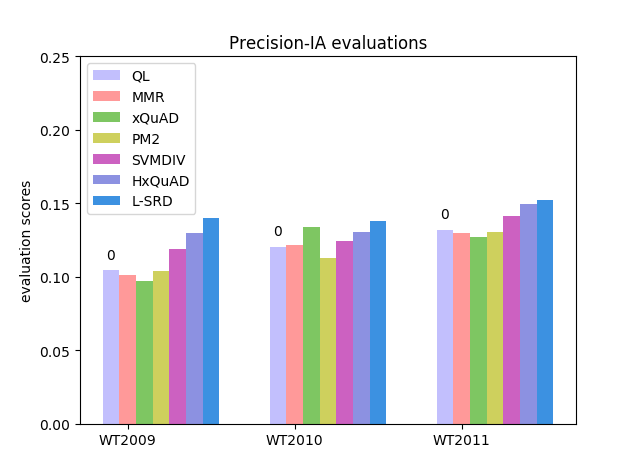 Precision-IA evaluations
evaluation scores
0.25
0.20
0.15
0.10
0.05
0.00
QL
MMR
xQuAD
PM2
SVMDIV
HxQuAD
L-SRD
0
0
0
WT2009
WT2010
WT2011